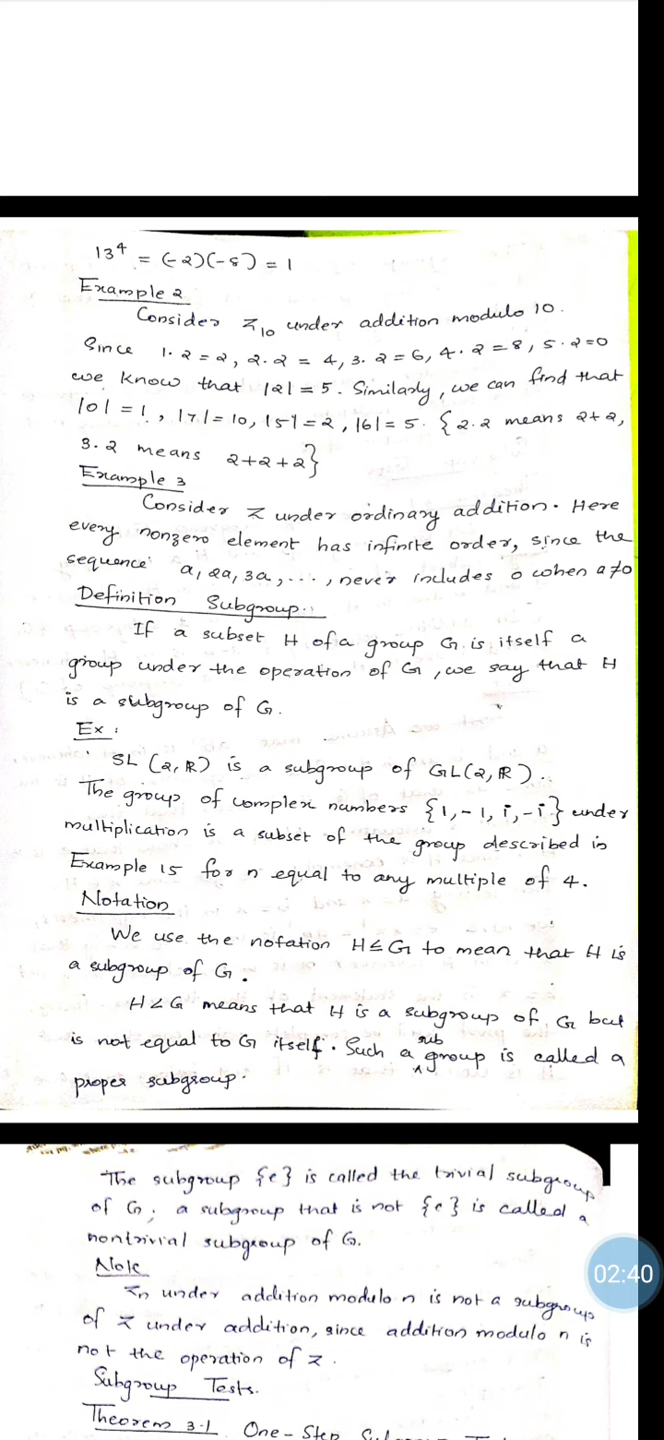 13⁴ = (-2)(-8) = 1
Example 2
Consider Z₁₀ under addition modulo 10.
Since 1·2=2, 2·2 = 4, 3·2=6, 4·2=8, 5·2=0
we know that |2| = 5. Similarly, we can find that
|0| = 1, |7| = 10, |5| = 2, |6| = 5. {2.2 means 2+2,
3.2 means 2+2+2}
Example 3
Consider Z under ordinary addition. Here
every nonzero element has infinite order, since the
sequence a, 2a, 3a, ..., never includes 0 when a≠0
Definition Subgroup.
If a subset H of a group G is itself a
group under the operation of G, we say that H
is a subgroup of G.
Ex:
SL (2, R) is a subgroup of GL(2, R).
The group of complex numbers {1, -1, i, -i} under
multiplication is a subset of the group described in
Example 15 for n equal to any multiple of 4.
Notation
We use the notation H≤G to mean that H is
a subgroup of G.
H<G means that H is a subgroup of G but
is not equal to G itself. Such a subgroup is called a
proper subgroup.
The subgroup {e} is called the trivial subgroup
of G; a subgroup that is not {e} is called a
nontrivial subgroup of G.
Note
Zn under addition modulo n is not a subgroup
of Z under addition, since addition modulo n is
not the operation of Z.
02:40
Subgroup Tests.
Theorem 3.1 One-Step